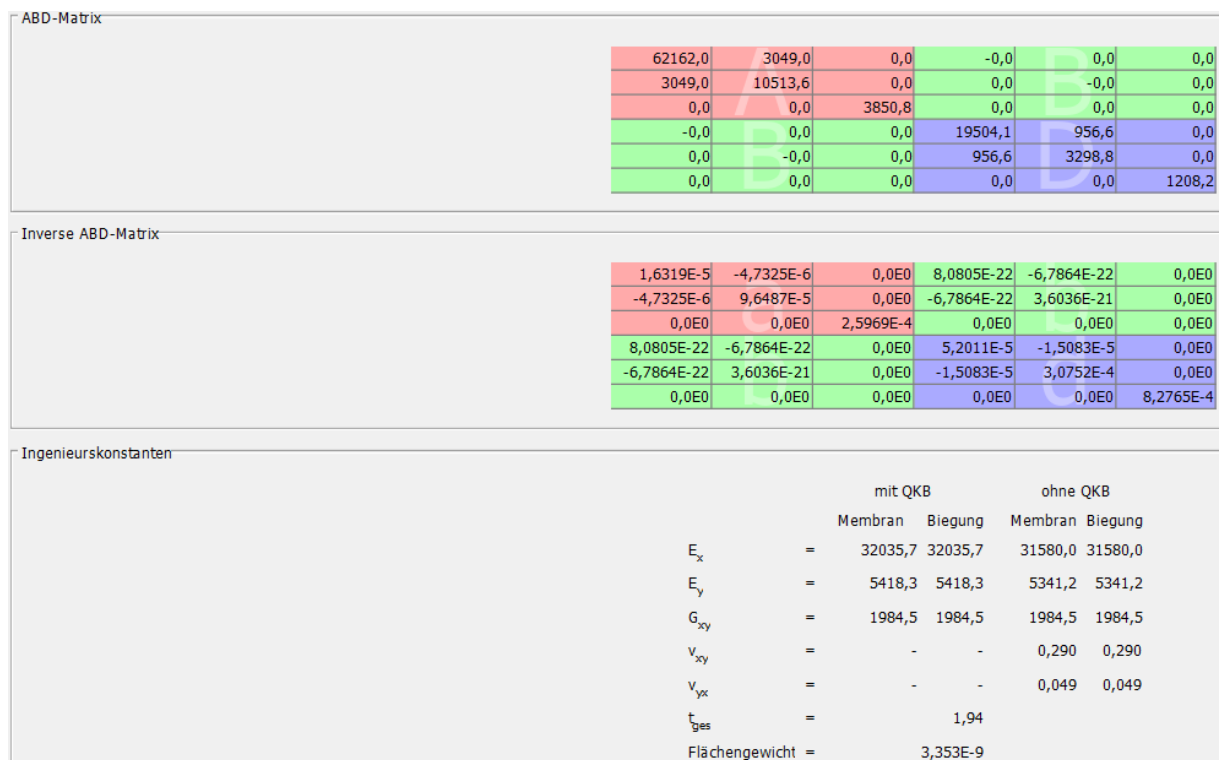 ABD-Matrix
62162,0 3049,0 0,0 -0,0 0,0 0,0
3049,0 10513,6 0,0 0,0 -0,0 0,0
0,0 0,0 3850,8 0,0 0,0 0,0
-0,0 0,0 0,0 19504,1 956,6 0,0
0,0 -0,0 0,0 956,6 3298,8 0,0
0,0 0,0 0,0 0,0 0,0 1208,2
A B
B D
Inverse ABD-Matrix
1,6319E-5 -4,7325E-6 0,0E0 8,0805E-22 -6,7864E-22 0,0E0
-4,7325E-6 9,6487E-5 0,0E0 -6,7864E-22 3,6036E-21 0,0E0
0,0E0 0,0E0 2,5969E-4 0,0E0 0,0E0 0,0E0
8,0805E-22 -6,7864E-22 0,0E0 5,2011E-5 -1,5083E-5 0,0E0
-6,7864E-22 3,6036E-21 0,0E0 -1,5083E-5 3,0752E-4 0,0E0
0,0E0 0,0E0 0,0E0 0,0E0 0,0E0 8,2765E-4
a b
b d
Ingenieurskonstanten
mit QKB ohne QKB
Membran Biegung Membran Biegung
Ex = 32035,7 32035,7 31580,0 31580,0
Ey = 5418,3 5418,3 5341,2 5341,2
Gxy = 1984,5 1984,5 1984,5 1984,5
vxy = - - 0,290 0,290
vyx = - - 0,049 0,049
tges = 1,94
Flächengewicht = 3,353E-9